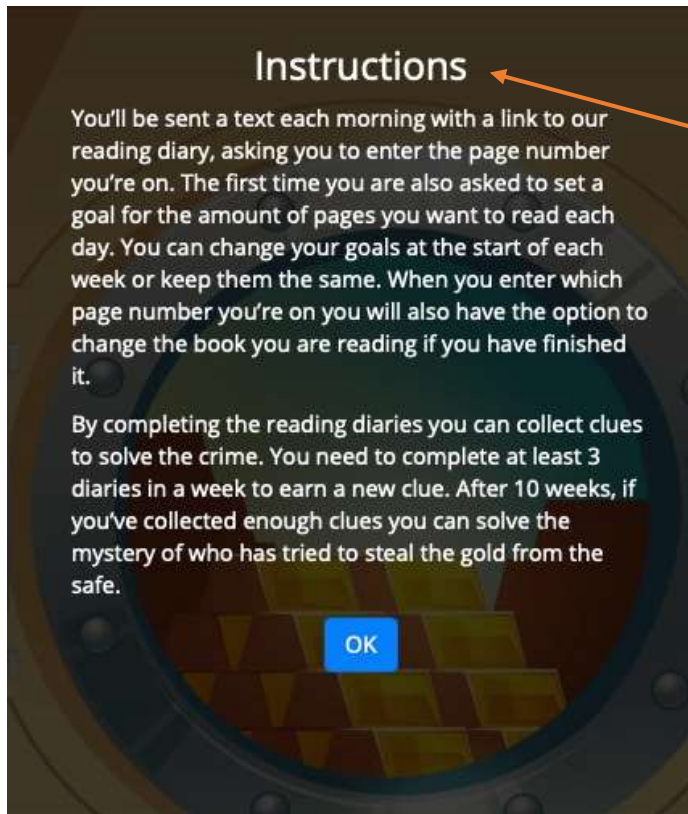 Instructions
You'll be sent a text each morning with a link to our
reading diary, asking you to enter the page number
you're on. The first time you are also asked to set a
goal for the amount of pages you want to read each
day. You can change your goals at the start of each
week or keep them the same. When you enter which
page number you're on you will also have the option to
change the book you are reading if you have finished
it.
By completing the reading diaries you can collect clues
to solve the crime. You need to complete at least 3
diaries in a week to earn a new clue. After 10 weeks, if
you've collected enough clues you can solve the
mystery of who has tried to steal the gold from the
safe.
OK